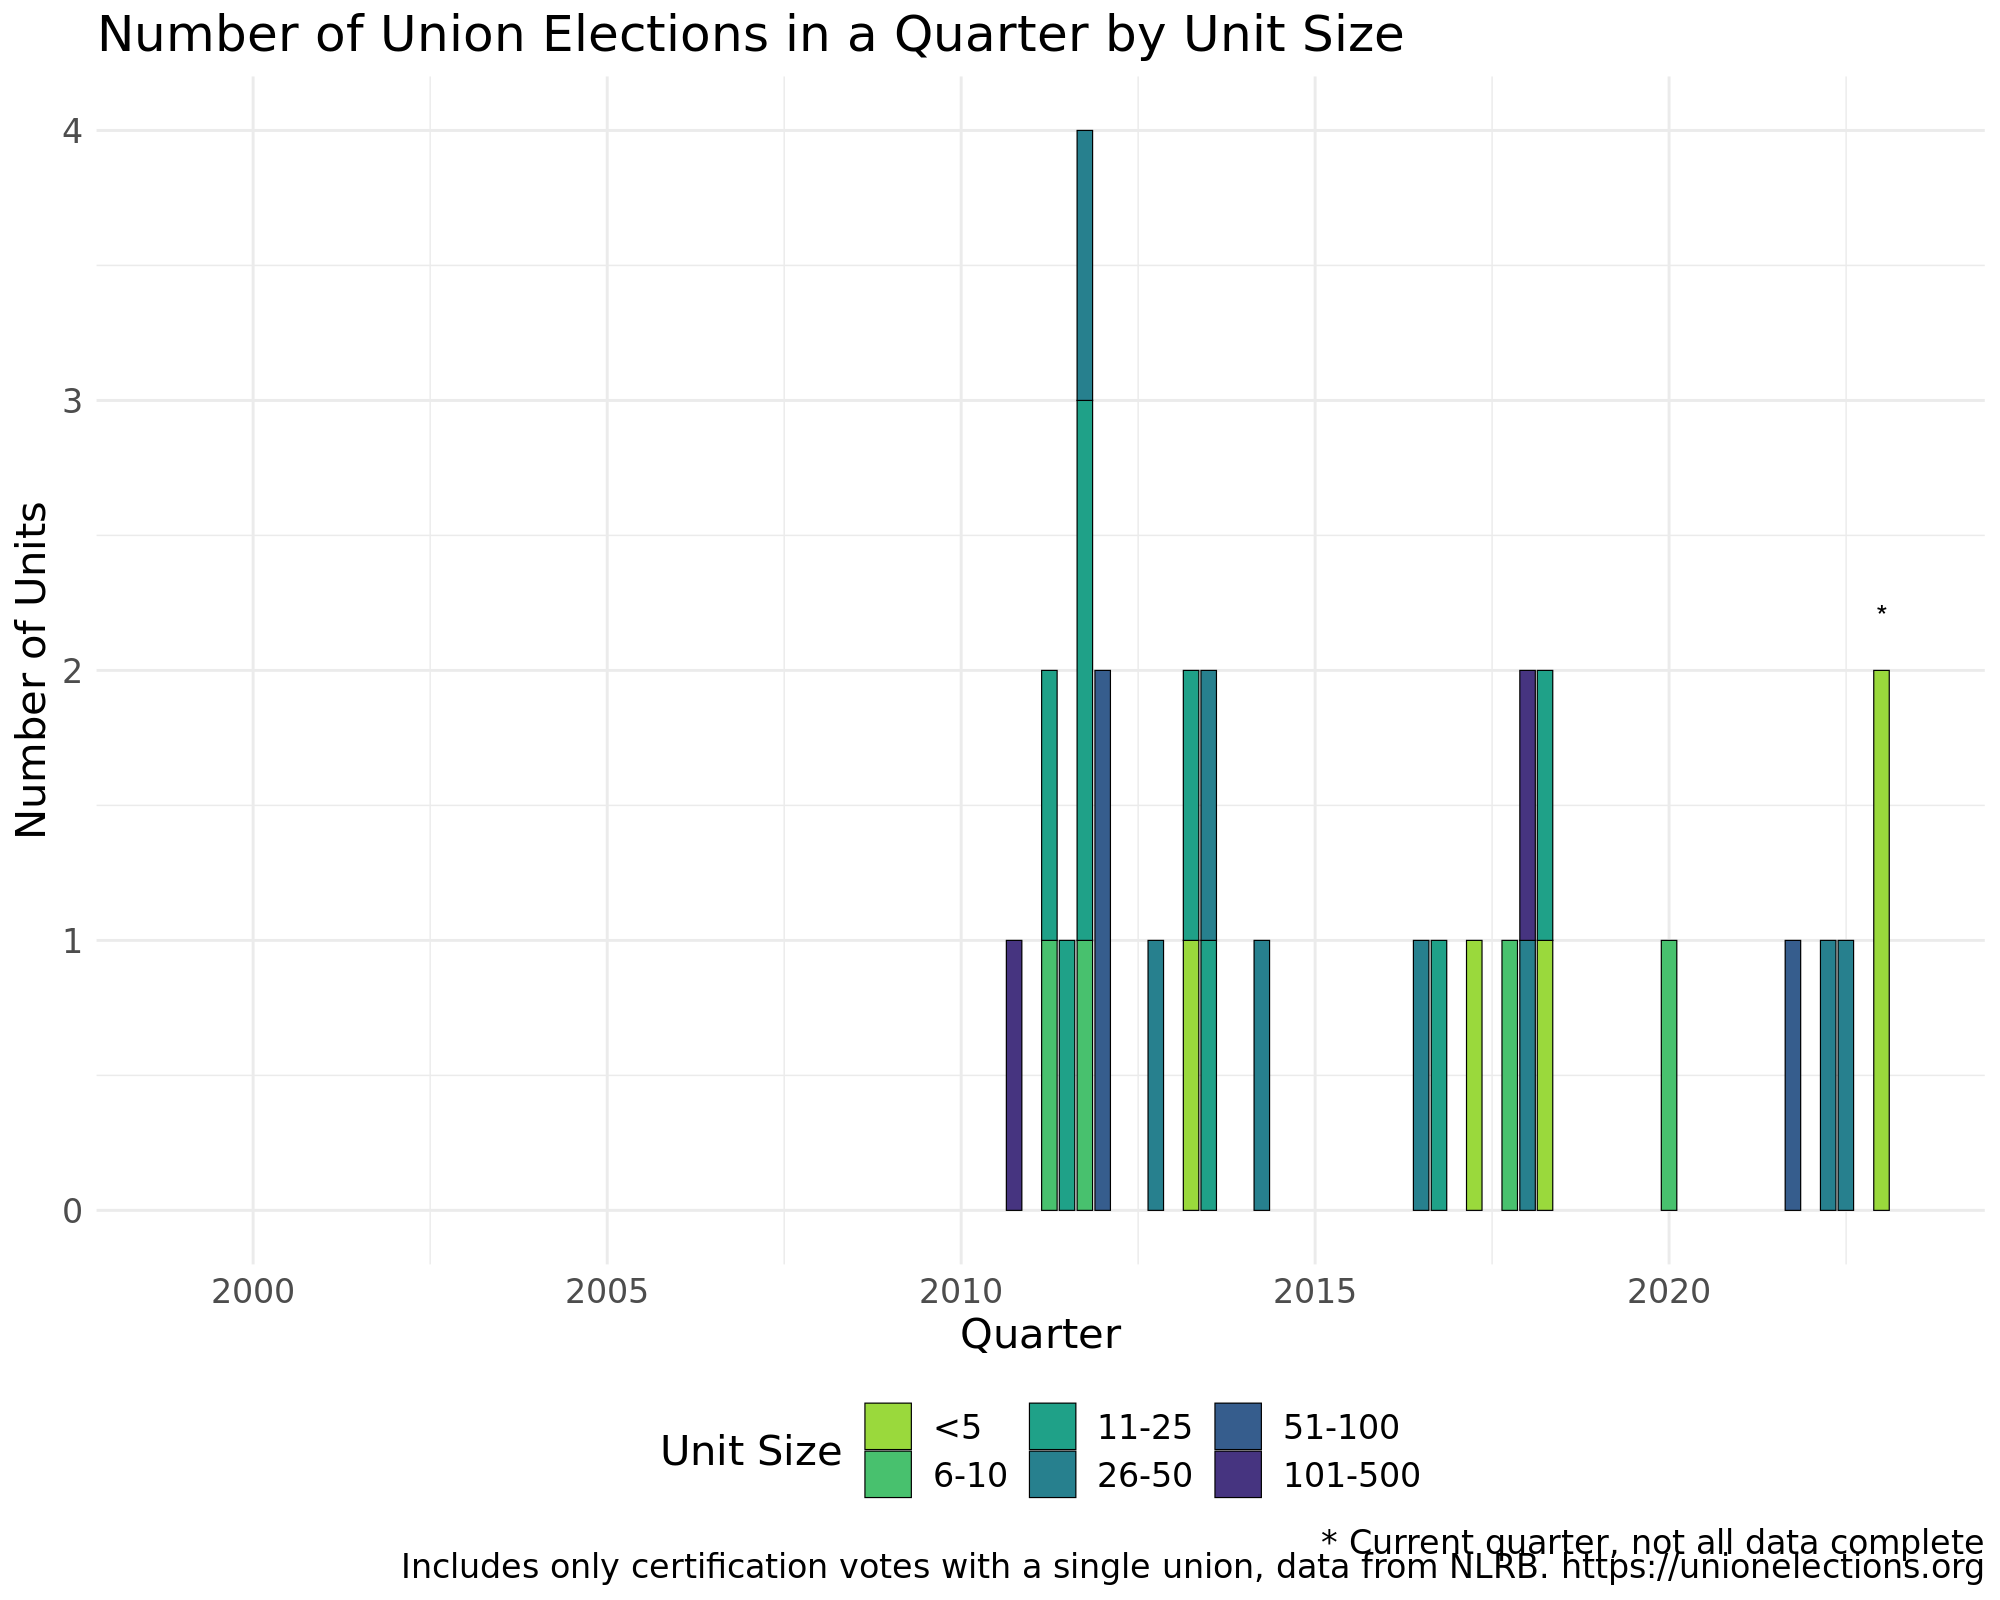 Number of Union Elections in a Quarter by Unit Size
Number of Units
4
3
2
1
0
*
2000 2005 2010 2015 2020
Quarter
Unit Size
<5 11-25 51-100
6-10 26-50 101-500
* Current quarter, not all data complete
Includes only certification votes with a single union, data from NLRB. https://unionelections.org